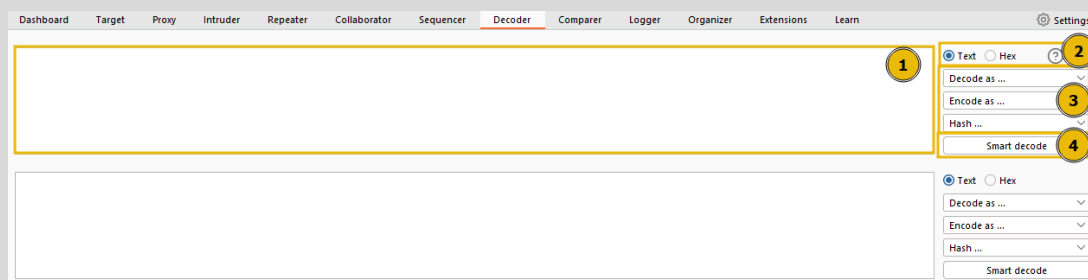 Dashboard Target Proxy Intruder Repeater Collaborator Sequencer Decoder Comparer Logger Organizer Extensions Learn Settings
1
Text Hex ? 2
Decode as ...
Encode as ... 3
Hash ...
Smart decode 4
Text Hex
Decode as ...
Encode as ...
Hash ...
Smart decode